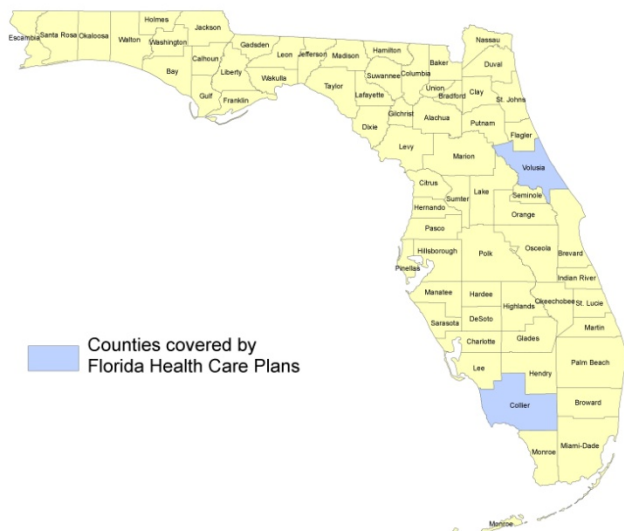 Holmes
Jackson
Escambia
Santa Rosa
Okaloosa
Walton
Washington
Bay
Calhoun
Gulf
Gadsden
Liberty
Franklin
Leon
Wakulla
Jefferson
Madison
Taylor
Hamilton
Suwannee
Lafayette
Dixie
Columbia
Gilchrist
Levy
Baker
Union
Bradford
Alachua
Nassau
Duval
Clay
St. Johns
Putnam
Flagler
Marion
Volusia
Citrus
Sumter
Lake
Seminole
Hernando
Orange
Pasco
Hillsborough
Pinellas
Polk
Osceola
Brevard
Indian River
Manatee
Hardee
Highlands
Okeechobee
St. Lucie
Sarasota
DeSoto
Martin
Charlotte
Glades
Lee
Hendry
Palm Beach
Collier
Broward
Monroe
Miami-Dade
Monroe
Counties covered by
Florida Health Care Plans